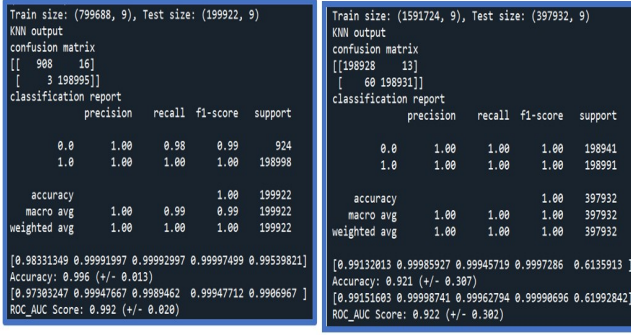 Train size: (799688, 9), Test size: (199922, 9)
KNN output
confusion matrix
[[   908     16]
 [     3 198995]]
classification report
              precision    recall  f1-score   support

         0.0       1.00      0.98      0.99       924
         1.0       1.00      1.00      1.00    198998

    accuracy                           1.00    199922
   macro avg       1.00      0.99      0.99    199922
weighted avg       1.00      1.00      1.00    199922

[0.98331349 0.99991997 0.99992997 0.99997499 0.99539821]
Accuracy: 0.996 (+/- 0.013)
[0.97303247 0.99947667 0.9989462  0.99947712 0.9906967 ]
ROC_AUC Score: 0.992 (+/- 0.020)
Train size: (1591724, 9), Test size: (397932, 9)
KNN output
confusion matrix
[[198928     13]
 [    60 198931]]
classification report
              precision    recall  f1-score   support

         0.0       1.00      1.00      1.00    198941
         1.0       1.00      1.00      1.00    198991

    accuracy                           1.00    397932
   macro avg       1.00      1.00      1.00    397932
weighted avg       1.00      1.00      1.00    397932

[0.99132013 0.99985927 0.99945719 0.9997286  0.6135913 ]
Accuracy: 0.921 (+/- 0.307)
[0.99151603 0.99998741 0.99962794 0.99990696 0.61992842]
ROC_AUC Score: 0.922 (+/- 0.302)